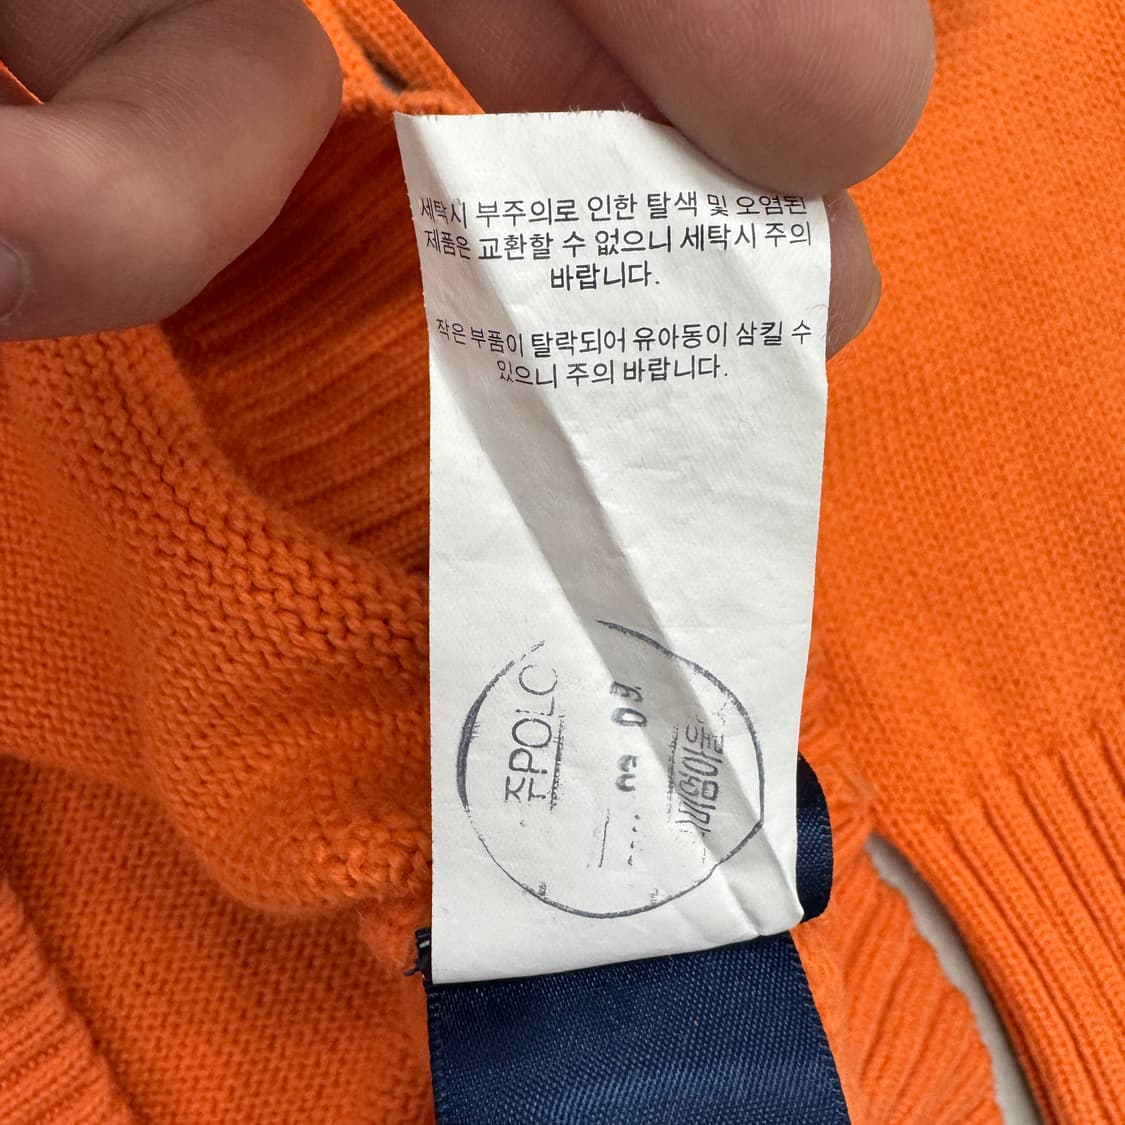 세탁시 부주의로 인한 탈색 및 오염된
제품은 교환할 수 없으니 세탁시 주의
바랍니다.
작은 부품이 탈락되어 유아동이 삼킬 수
있으니 주의 바랍니다.
POLO
09